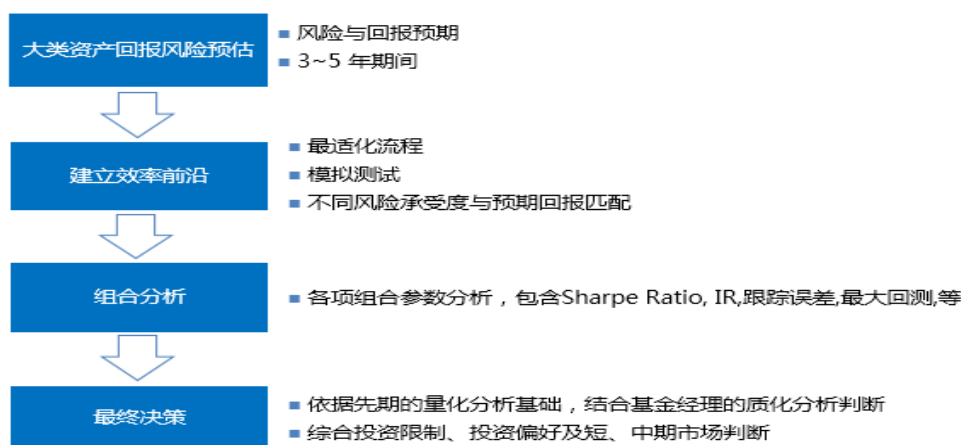 大类资产回报风险预估
■ 风险与回报预期
■ 3~5 年期间
建立效率前沿
■ 最适化流程
■ 模拟测试
■ 不同风险承受度与预期回报匹配
组合分析
■ 各项组合参数分析，包含Sharpe Ratio, IR,跟踪误差,最大回测,等
最终决策
■ 依据先期的量化分析基础，结合基金经理的质化分析判断
■ 综合投资限制、投资偏好及短、中期市场判断